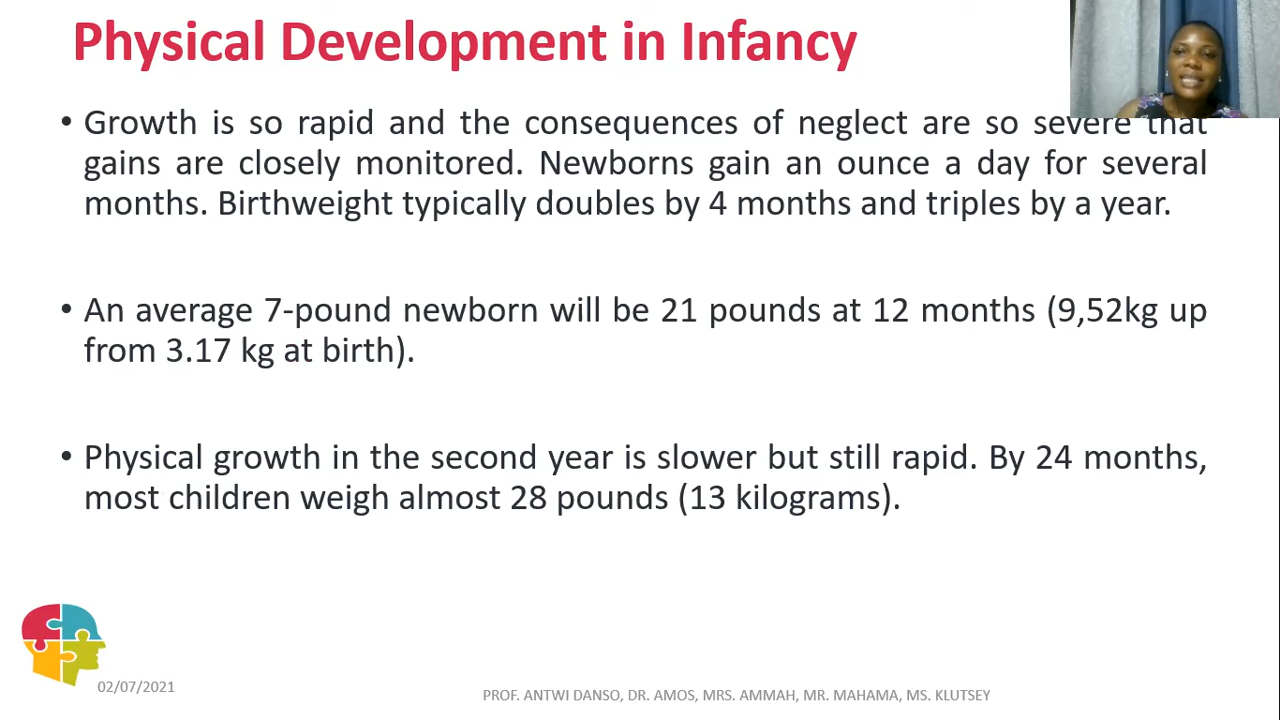 Physical Development in Infancy
• Growth is so rapid and the consequences of neglect are so severe that
gains are closely monitored. Newborns gain an ounce a day for several
months. Birthweight typically doubles by 4 months and triples by a year.
• An average 7-pound newborn will be 21 pounds at 12 months (9,52kg up
from 3.17 kg at birth).
• Physical growth in the second year is slower but still rapid. By 24 months,
most children weigh almost 28 pounds (13 kilograms).
02/07/2021
PROF. ANTWI DANSO, DR. AMOS, MRS. AMMAH, MR. MAHAMA, MS. KLUTSEY